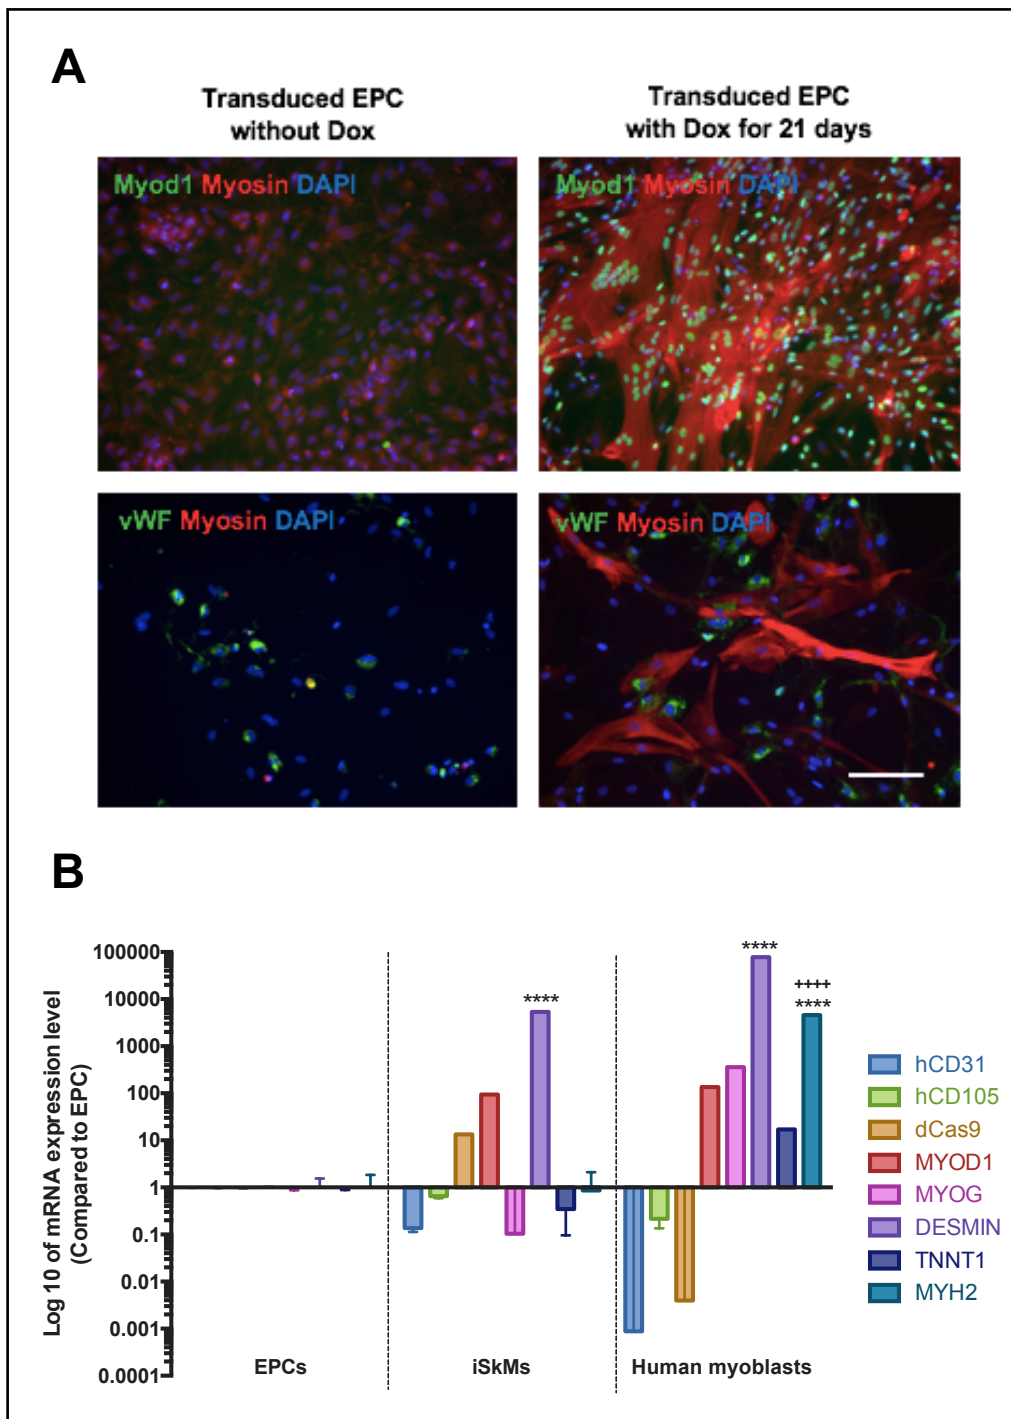 A
Transduced EPC
without Dox
Transduced EPC
with Dox for 21 days
Myod1 Myosin DAPI
Myod1 Myosin DAPI
vWF Myosin DAPI
vWF Myosin DAPI
B
Log 10 of mRNA expression level
(Compared to EPC)
100000
10000
1000
100
10
1
0.1
0.01
0.001
0.0001
****
****
++++
****
EPCs
iSkMs
Human myoblasts
hCD31
hCD105
dCas9
MYOD1
MYOG
DESMIN
TNNT1
MYH2